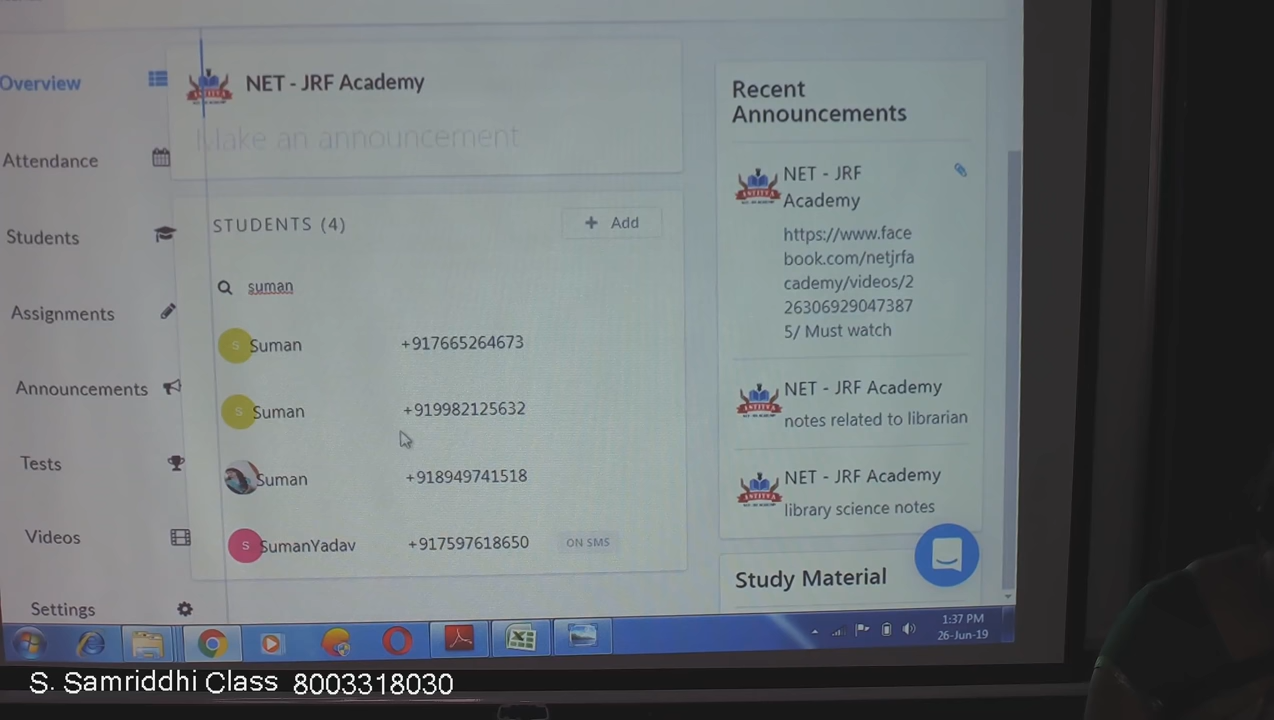 Overview
Attendance
Students
Assignments
Announcements
Tests
Videos
Settings
NET - JRF Academy
Make an announcement
STUDENTS (4)
+ Add
suman
S Suman +917665264673
S Suman +919982125632
Suman +918949741518
S SumanYadav +917597618650 ON SMS
Recent
Announcements
NET - JRF
Academy
https://www.face
book.com/netjrfa
cademy/videos/2
26306929047387
5/ Must watch
NET - JRF Academy
notes related to librarian
NET - JRF Academy
library science notes
Study Material
1:37 PM
26-Jun-19
S. Samriddhi Class 8003318030